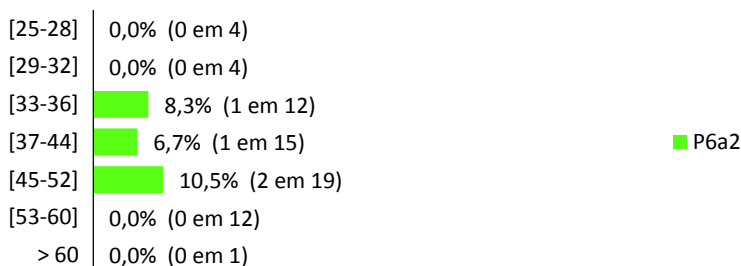 [25-28] 0,0% (0 em 4)
[29-32] 0,0% (0 em 4)
[33-36] 8,3% (1 em 12)
[37-44] 6,7% (1 em 15)
[45-52] 10,5% (2 em 19)
[53-60] 0,0% (0 em 12)
> 60 0,0% (0 em 1)
P6a2